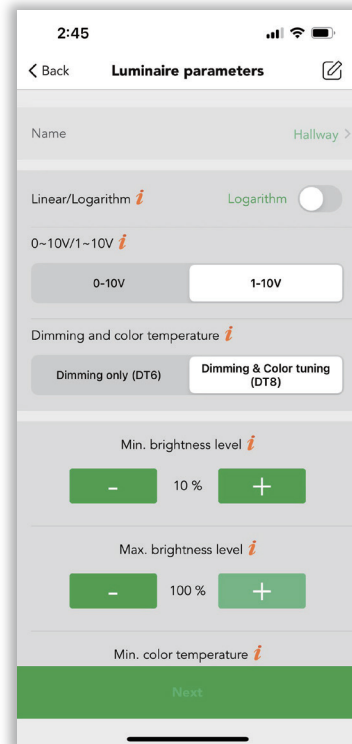 2:45
Back Luminaire parameters
Name Hallway >
Linear/Logarithm i Logarithm
0~10V/1~10V i
0-10V 1-10V
Dimming and color temperature i
Dimming only (DT6) Dimming & Color tuning
(DT8)
Min. brightness level i
- 10 % +
Max. brightness level i
- 100 % +
Min. color temperature i
Next